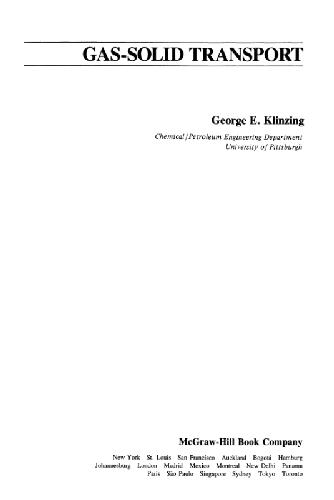 GAS-SOLID TRANSPORT
George E. Klinzing
Chemical/Petroleum Engineering Department
University of Pittsburgh
McGraw-Hill Book Company
New York St. Louis San Francisco Auckland Bogotá Hamburg
Johannesburg London Madrid Mexico Montreal New Delhi Panama
Paris São Paulo Singapore Sydney Tokyo Toronto